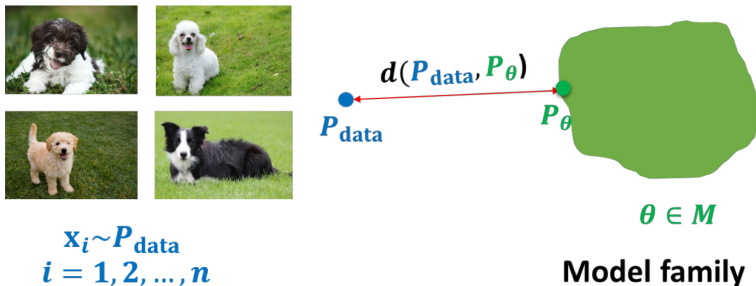 d(P_data, P_θ)
P_data
P_θ
x_i~P_data
i = 1, 2, …, n
θ ∈ M
Model family